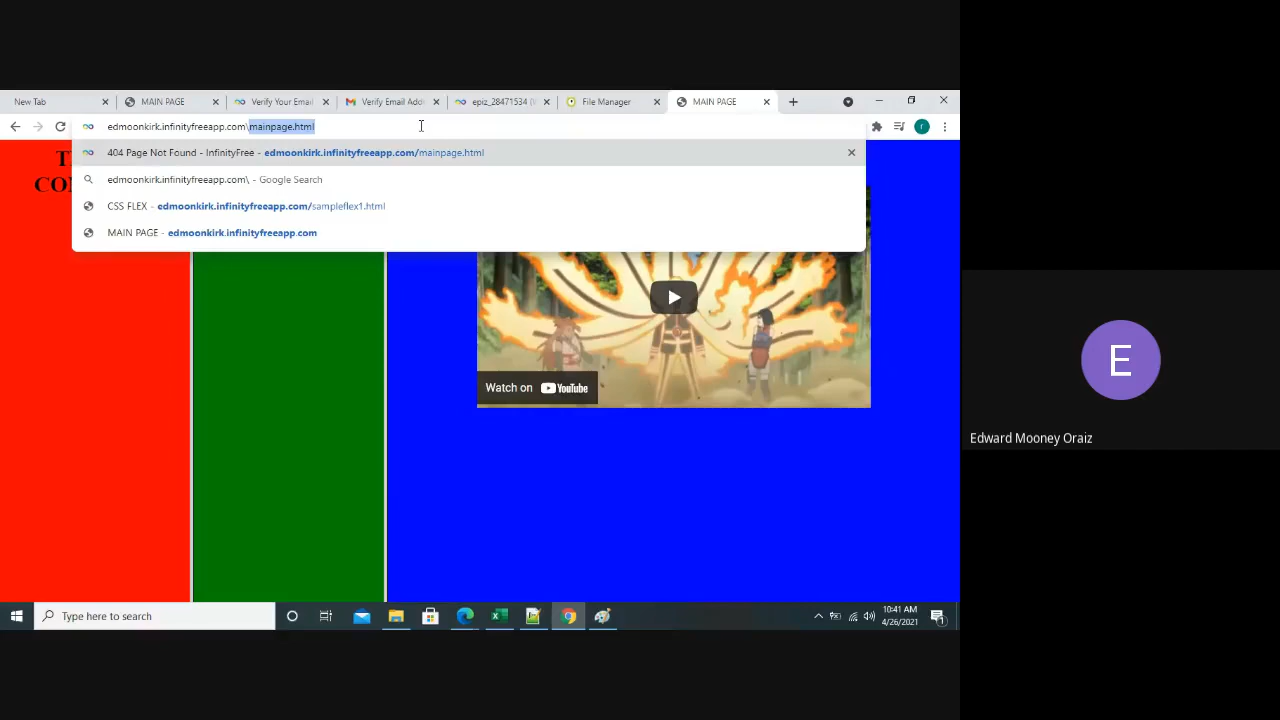 New Tab
MAIN PAGE
Verify Your Email
Verify Email Addr
epiz_28471534 (W
File Manager
MAIN PAGE
edmoonkirk.infinityfreeapp.com\mainpage.html
404 Page Not Found - InfinityFree - edmoonkirk.infinityfreeapp.com/mainpage.html
edmoonkirk.infinityfreeapp.com\ - Google Search
CSS FLEX - edmoonkirk.infinityfreeapp.com/sampleflex1.html
MAIN PAGE - edmoonkirk.infinityfreeapp.com
Watch on YouTube
E
Edward Mooney Oraiz
Type here to search
10:41 AM
4/26/2021